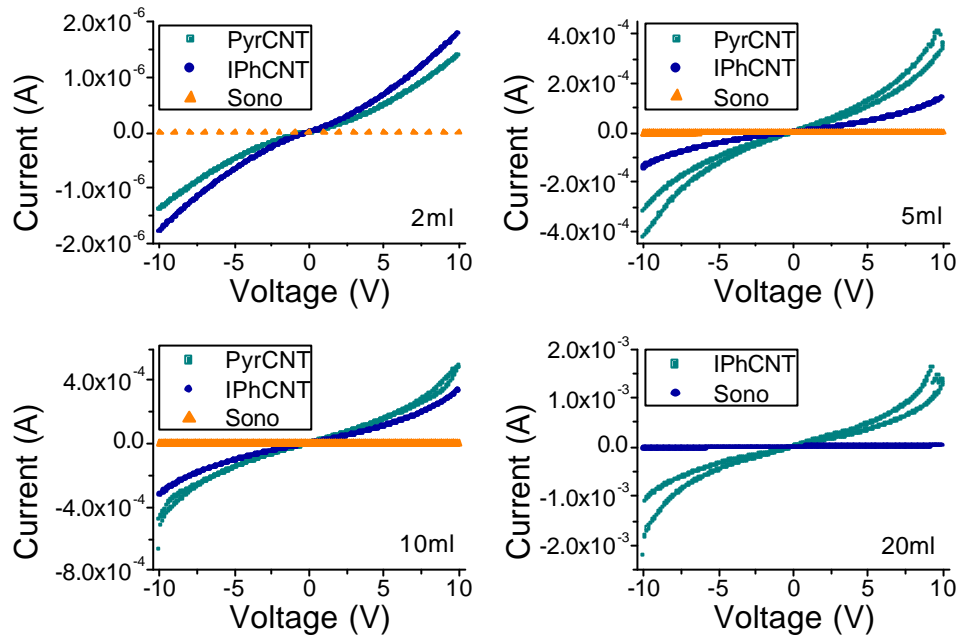 2.0x10-6
1.0x10-6
0.0
-1.0x10-6
-2.0x10-6
Current (A)
PyrCNT
IPhCNT
Sono
2ml
-10 -5 0 5 10
Voltage (V)
4.0x10-4
2.0x10-4
0.0
-2.0x10-4
-4.0x10-4
Current (A)
PyrCNT
IPhCNT
Sono
5ml
-10 -5 0 5 10
Voltage (V)
4.0x10-4
0.0
-4.0x10-4
-8.0x10-4
Current (A)
PyrCNT
IPhCNT
Sono
10ml
-10 -5 0 5 10
Voltage (V)
2.0x10-3
1.0x10-3
0.0
-1.0x10-3
-2.0x10-3
Current (A)
IPhCNT
Sono
20ml
-10 -5 0 5 10
Voltage (V)